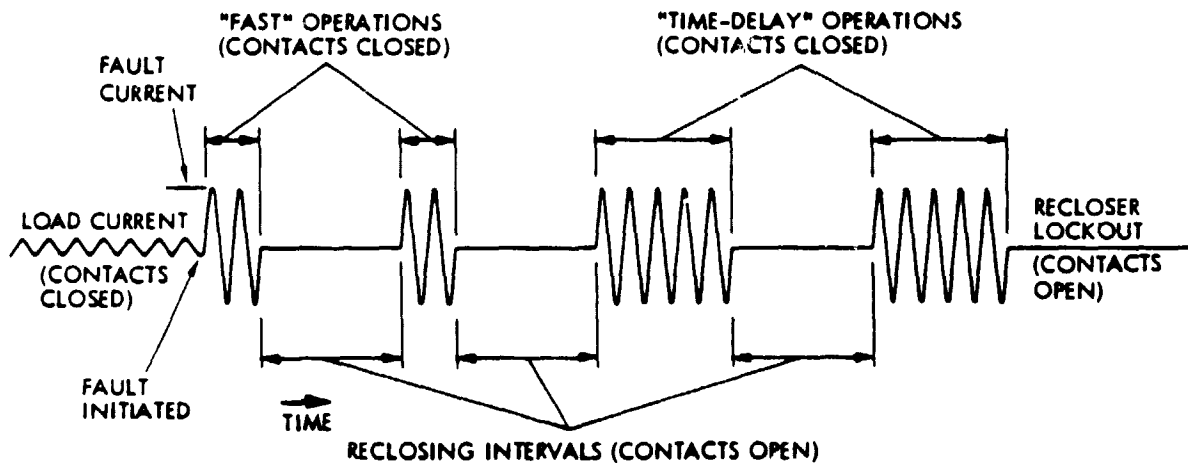 "FAST" OPERATIONS
(CONTACTS CLOSED)
"TIME-DELAY" OPERATIONS
(CONTACTS CLOSED)
FAULT
CURRENT
LOAD CURRENT
(CONTACTS
CLOSED)
RECLOSER
LOCKOUT
(CONTACTS
OPEN)
FAULT
INITIATED
TIME
RECLOSING INTERVALS (CONTACTS OPEN)